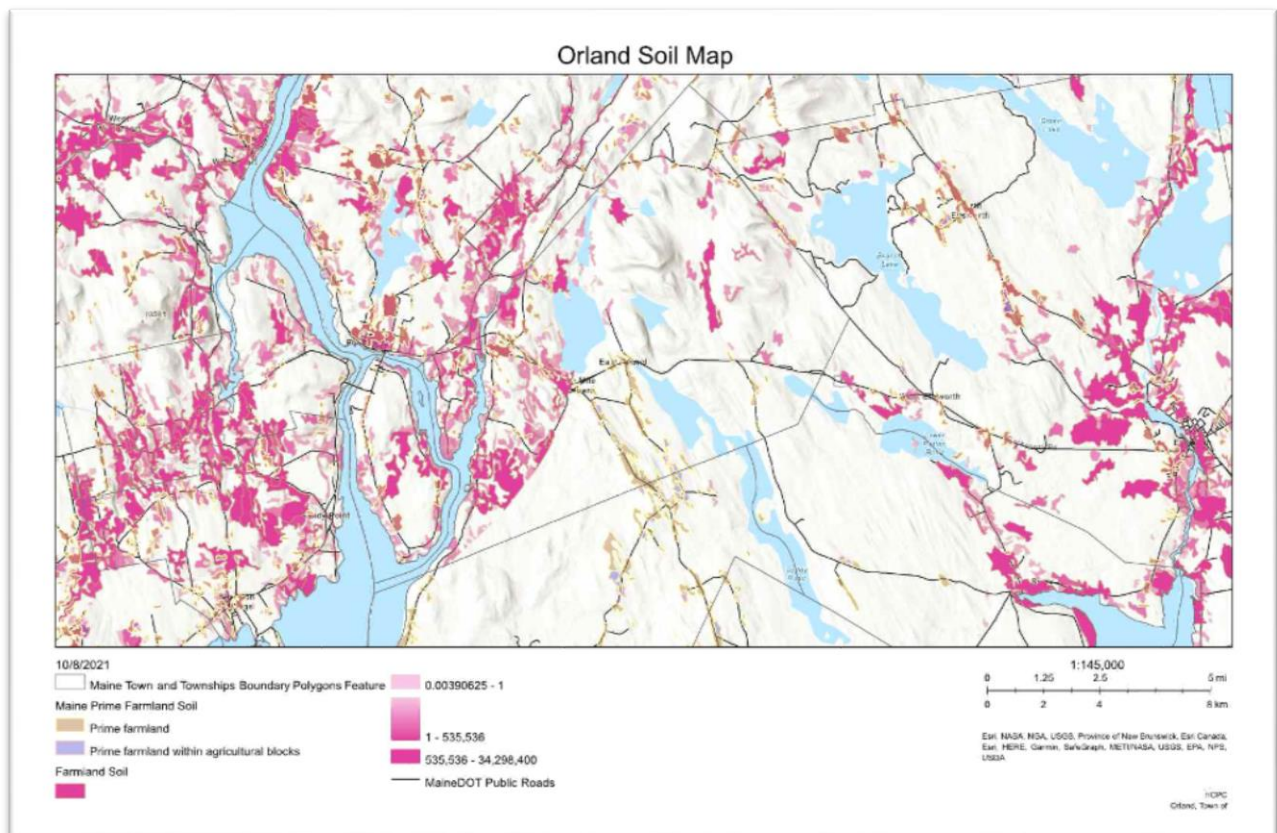 Orland Soil Map
10/8/2021
Maine Town and Townships Boundary Polygons Feature
Maine Prime Farmland Soil
Prime farmland
Prime farmland within agricultural blocks
Farmland Soil
0.00390625 - 1
1 - 535,536
535,536 - 34,298,400
MaineDOT Public Roads
1:145,000
0 1.25 2.5 5 mi
0 2 4 8 km
Esri, NASA, NGA, USGS, Province of New Brunswick, Esri Canada,
Esri, HERE, Garmin, SafeGraph, METI/NASA, USGS, EPA, NPS,
USDA
HCPC
Orland, Town of